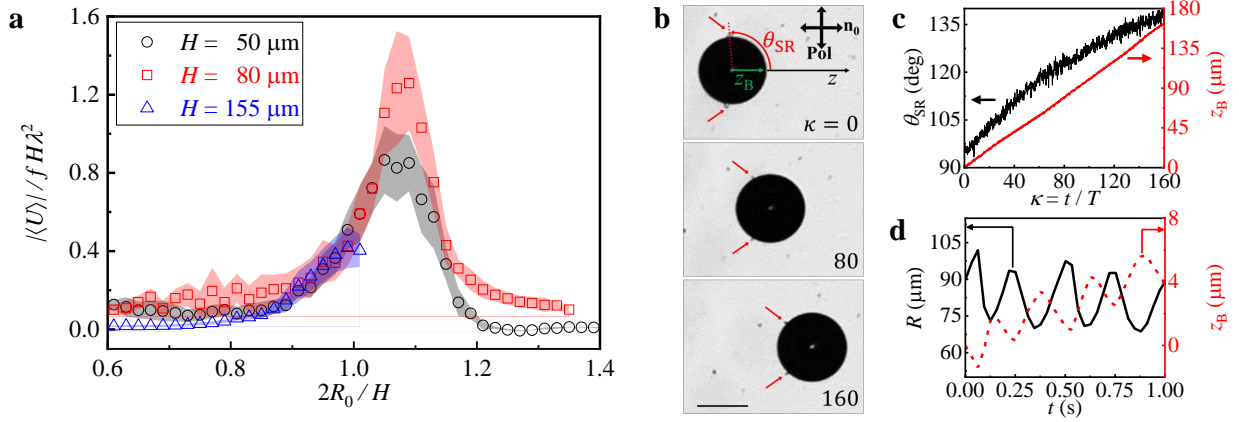 a
|⟨U⟩| / f Hλ²
1.6
1.2
0.8
0.4
0.0
0.6
0.8
1.0
1.2
1.4
2R₀ / H
H = 50 μm
H = 80 μm
H = 155 μm
b
n₀
Pol
θSR
zB
z
κ = 0
80
160
c
θSR (deg)
135
120
105
90
0
40
80
120
160
κ = t / T
180
135
90
45
0
zB (μm)
d
R (μm)
105
90
75
60
0.00
0.25
0.50
0.75
1.00
t (s)
8
4
0
zB (μm)